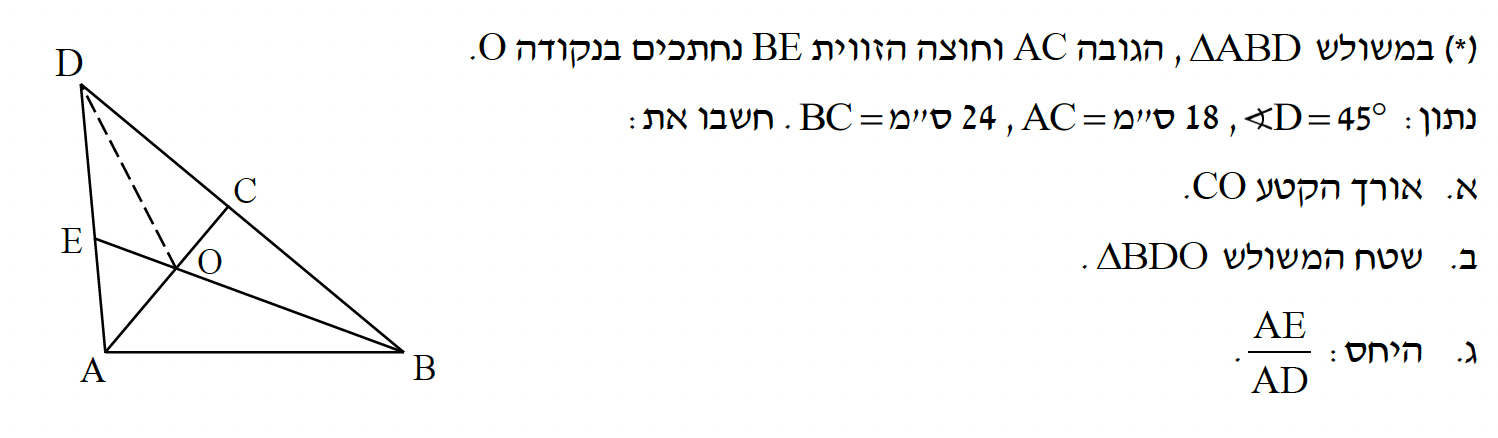 (*) במשולש ΔABD, הגובה AC וחוצה הזווית BE נחתכים בנקודה O.
נתון: ∢D = 45°, 18 ס״מ = AC, 24 ס״מ = BC. חשבו את:
א. אורך הקטע CO.
ב. שטח המשולש ΔBDO.
ג. היחס: AE/AD.
D
C
E
O
A
B